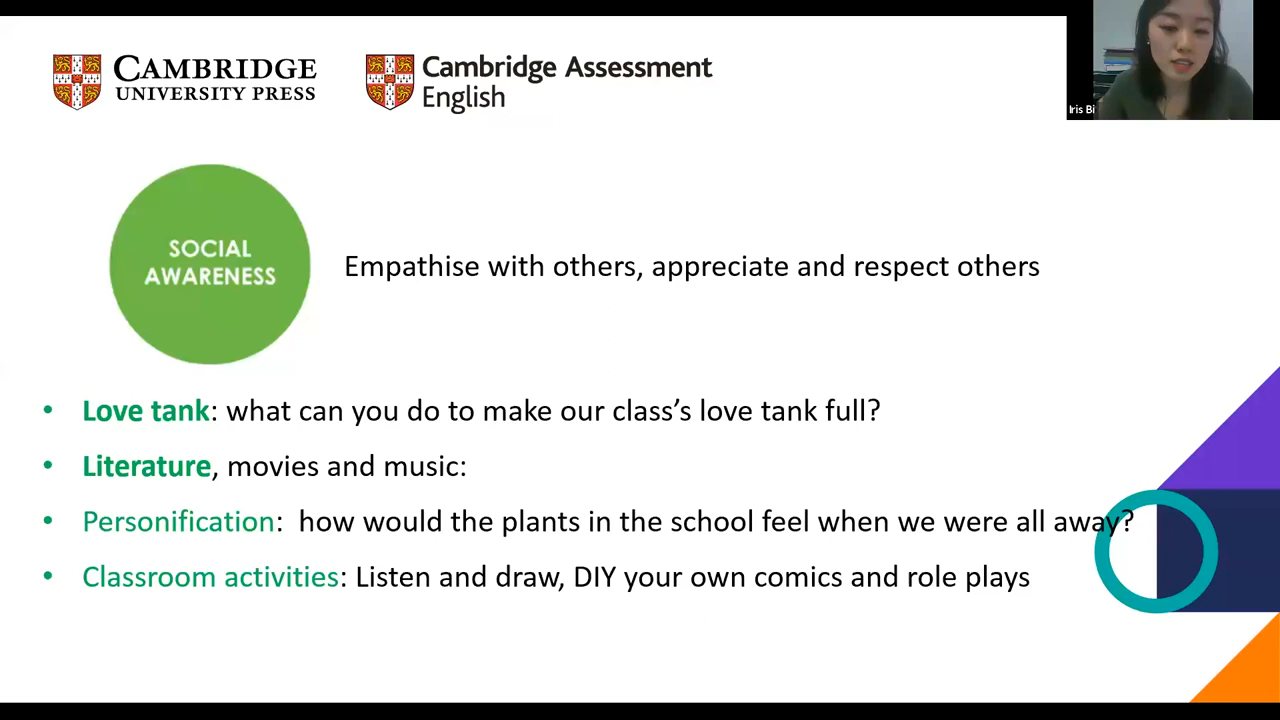 CAMBRIDGE
UNIVERSITY PRESS
Cambridge Assessment
English
Iris Bi
SOCIAL
AWARENESS
Empathise with others, appreciate and respect others
• Love tank: what can you do to make our class's love tank full?
• Literature, movies and music:
• Personification: how would the plants in the school feel when we were all away?
• Classroom activities: Listen and draw, DIY your own comics and role plays